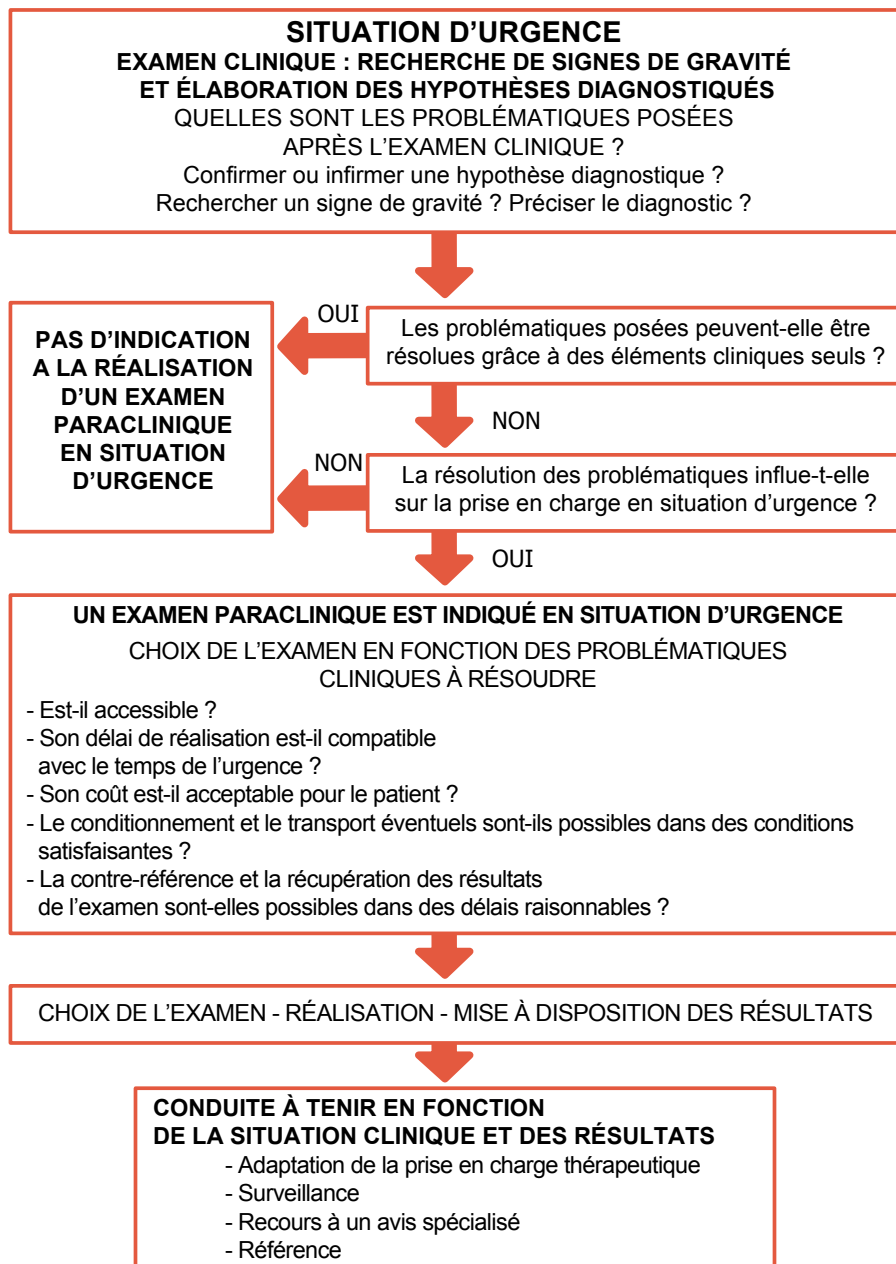 SITUATION D’URGENCE
EXAMEN CLINIQUE : RECHERCHE DE SIGNES DE GRAVITÉ
ET ÉLABORATION DES HYPOTHÈSES DIAGNOSTIQUÉS
QUELLES SONT LES PROBLÉMATIQUES POSÉES
APRÈS L’EXAMEN CLINIQUE ?
Confirmer ou infirmer une hypothèse diagnostique ?
Rechercher un signe de gravité ? Préciser le diagnostic ?
OUI
Les problématiques posées peuvent-elle être
résolues grâce à des éléments cliniques seuls ?
PAS D’INDICATION
A LA RÉALISATION
D’UN EXAMEN
PARACLINIQUE
EN SITUATION
D’URGENCE
NON
NON
La résolution des problématiques influe-t-elle
sur la prise en charge en situation d’urgence ?
OUI
UN EXAMEN PARACLINIQUE EST INDIQUÉ EN SITUATION D’URGENCE
CHOIX DE L’EXAMEN EN FONCTION DES PROBLÉMATIQUES
CLINIQUES À RÉSOUDRE
- Est-il accessible ?
- Son délai de réalisation est-il compatible
avec le temps de l’urgence ?
- Son coût est-il acceptable pour le patient ?
- Le conditionnement et le transport éventuels sont-ils possibles dans des conditions
satisfaisantes ?
- La contre-référence et la récupération des résultats
de l’examen sont-elles possibles dans des délais raisonnables ?
CHOIX DE L’EXAMEN - RÉALISATION - MISE À DISPOSITION DES RÉSULTATS
CONDUITE À TENIR EN FONCTION
DE LA SITUATION CLINIQUE ET DES RÉSULTATS
- Adaptation de la prise en charge thérapeutique
- Surveillance
- Recours à un avis spécialisé
- Référence